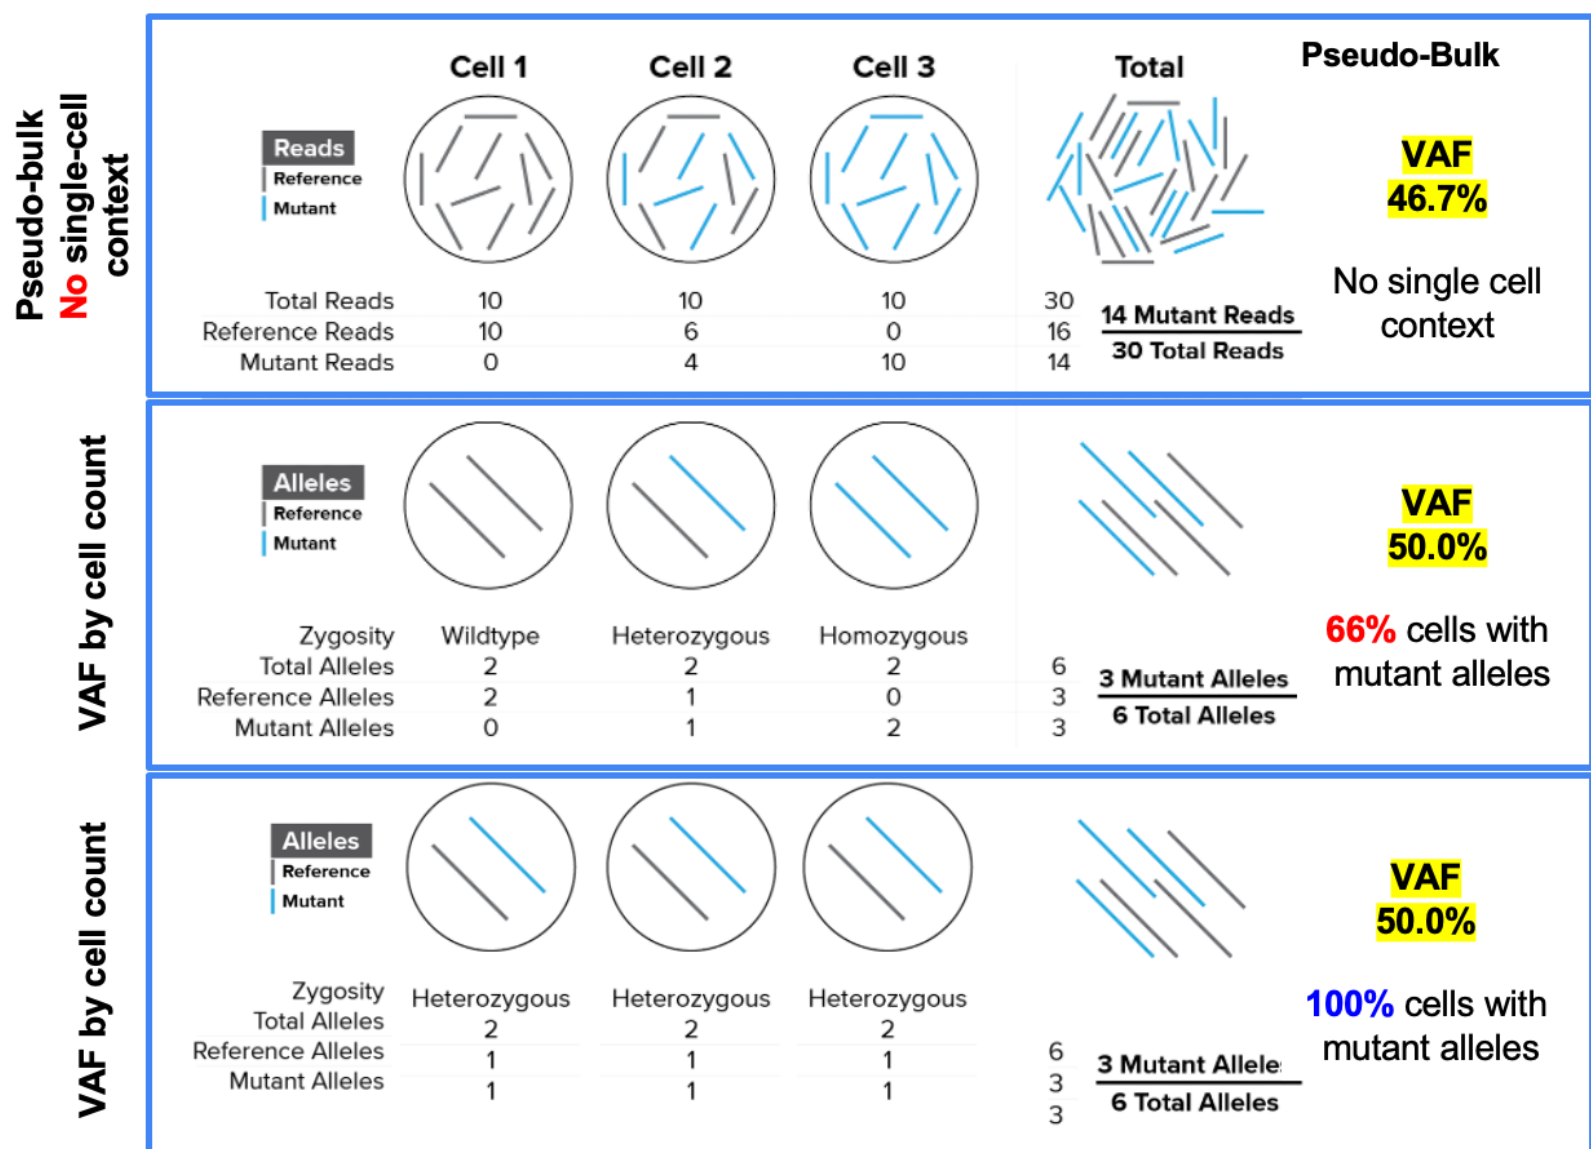 Pseudo-bulk
No single-cell
context
Cell 1 Cell 2 Cell 3 Total Pseudo-Bulk
Reads
Reference
Mutant
VAF
46.7%
No single cell
context
Total Reads 10 10 10 30
Reference Reads 10 6 0 16
Mutant Reads 0 4 10 14
14 Mutant Reads
30 Total Reads
VAF by cell count
Alleles
Reference
Mutant
VAF
50.0%
66% cells with
mutant alleles
Zygosity Wildtype Heterozygous Homozygous
Total Alleles 2 2 2 6
Reference Alleles 2 1 0 3
Mutant Alleles 0 1 2 3
3 Mutant Alleles
6 Total Alleles
VAF by cell count
Alleles
Reference
Mutant
VAF
50.0%
100% cells with
mutant alleles
Zygosity Heterozygous Heterozygous Heterozygous
Total Alleles 2 2 2 6
Reference Alleles 1 1 1 3
Mutant Alleles 1 1 1 3
3 Mutant Alleles
6 Total Alleles